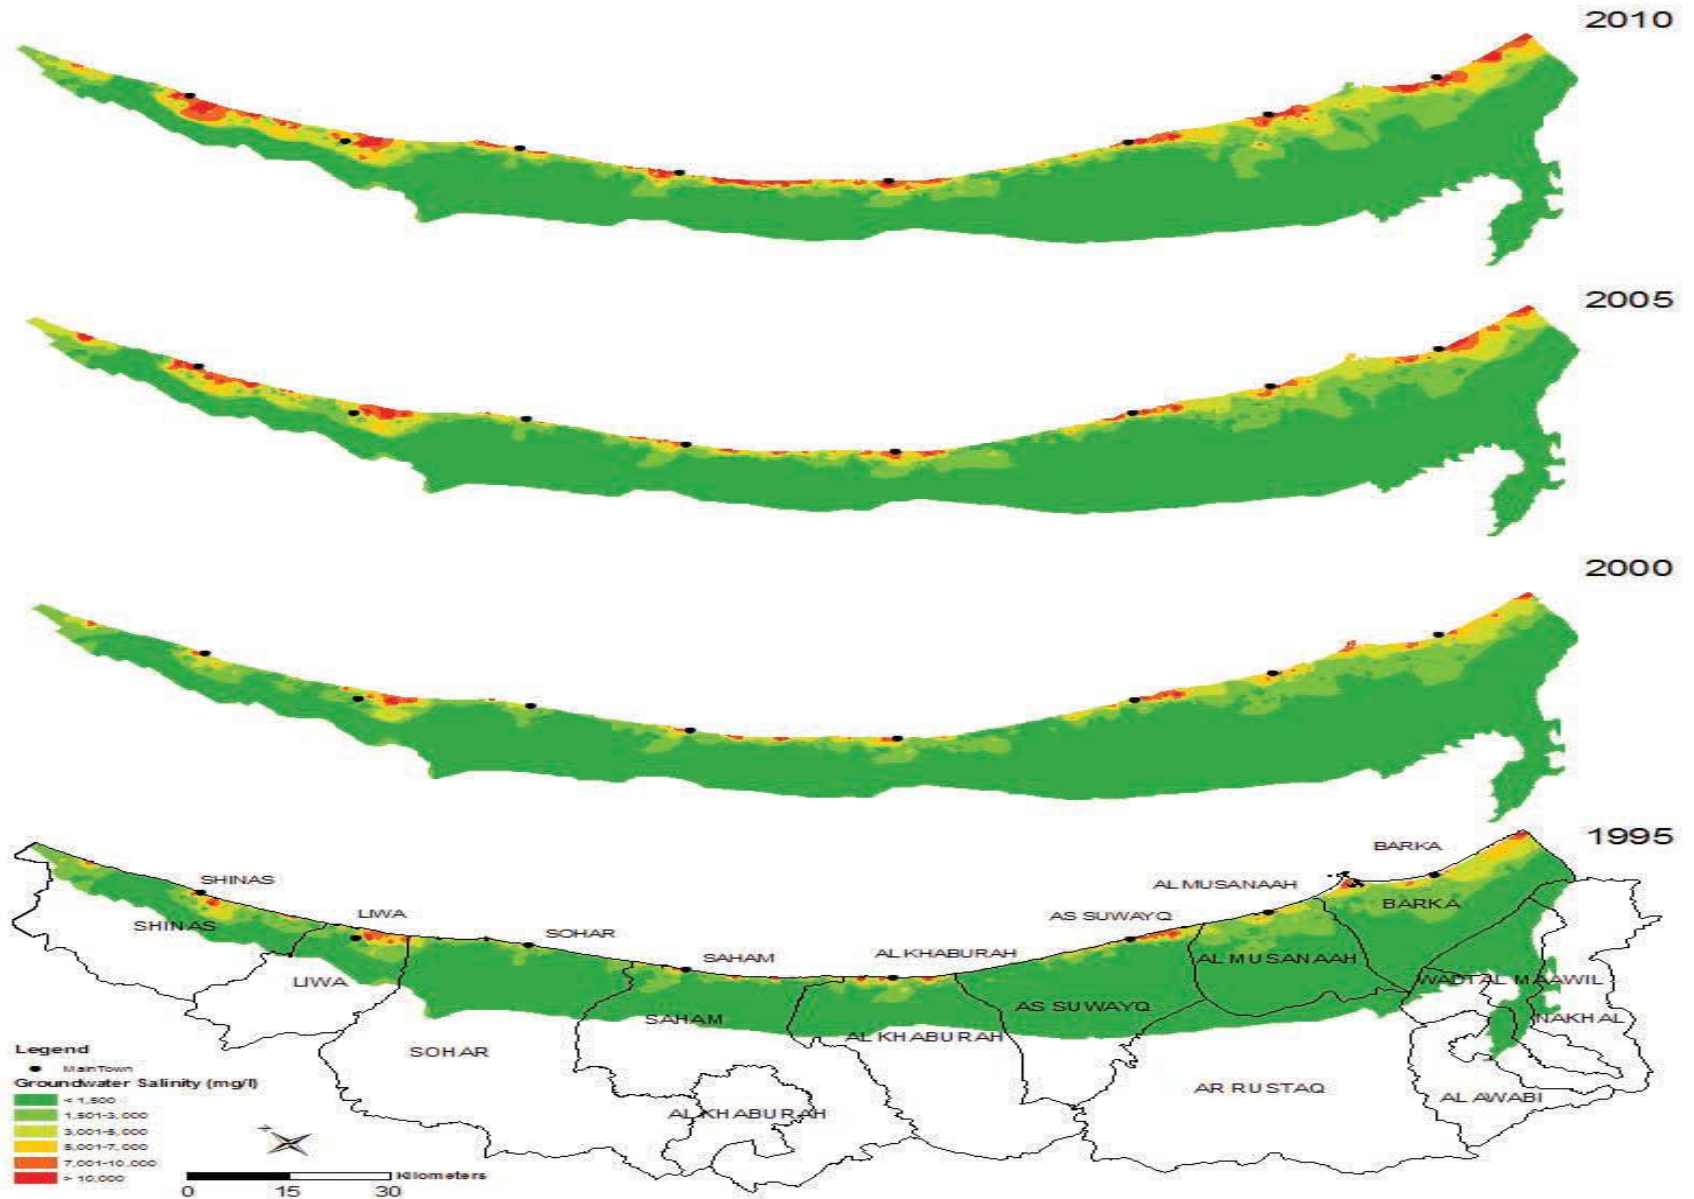 2010
2005
2000
1995
BARKA
SHINAS
AL MUSANAAH
BARKA
LIWA
AS SUWAYQ
SHINAS
SOHAR
AL KHABURAH
SAHAM
AL MUSANAAH
LIWA
WADI AL MAAWIL
AS SUWAYQ
SAHAM
NAKHAL
AL KHABURAH
SOHAR
AR RUSTAQ
AL AWABI
AL KHABURAH
Legend
Main Town
Groundwater Salinity (mg/l)
< 1,500
1,501-3,000
3,001-5,000
5,001-7,000
7,001-10,000
> 10,000
Kilometers
0 15 30